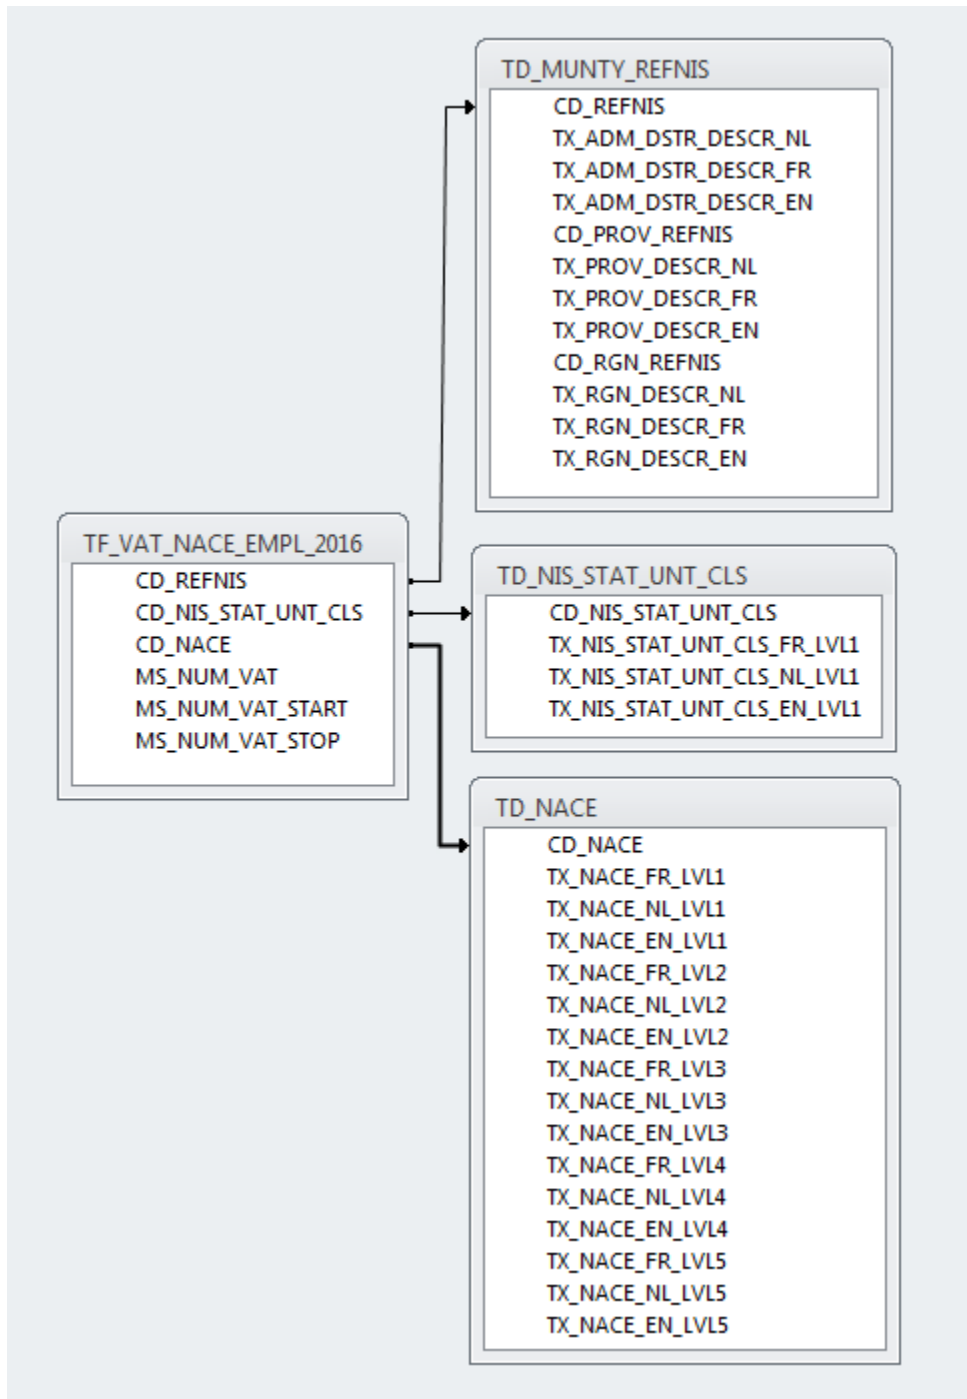 TD_MUNTY_REFNIS
CD_REFNIS
TX_ADM_DSTR_DESCR_NL
TX_ADM_DSTR_DESCR_FR
TX_ADM_DSTR_DESCR_EN
CD_PROV_REFNIS
TX_PROV_DESCR_NL
TX_PROV_DESCR_FR
TX_PROV_DESCR_EN
CD_RGN_REFNIS
TX_RGN_DESCR_NL
TX_RGN_DESCR_FR
TX_RGN_DESCR_EN
TF_VAT_NACE_EMPL_2016
CD_REFNIS
CD_NIS_STAT_UNT_CLS
CD_NACE
MS_NUM_VAT
MS_NUM_VAT_START
MS_NUM_VAT_STOP
TD_NIS_STAT_UNT_CLS
CD_NIS_STAT_UNT_CLS
TX_NIS_STAT_UNT_CLS_FR_LVL1
TX_NIS_STAT_UNT_CLS_NL_LVL1
TX_NIS_STAT_UNT_CLS_EN_LVL1
TD_NACE
CD_NACE
TX_NACE_FR_LVL1
TX_NACE_NL_LVL1
TX_NACE_EN_LVL1
TX_NACE_FR_LVL2
TX_NACE_NL_LVL2
TX_NACE_EN_LVL2
TX_NACE_FR_LVL3
TX_NACE_NL_LVL3
TX_NACE_EN_LVL3
TX_NACE_FR_LVL4
TX_NACE_NL_LVL4
TX_NACE_EN_LVL4
TX_NACE_FR_LVL5
TX_NACE_NL_LVL5
TX_NACE_EN_LVL5